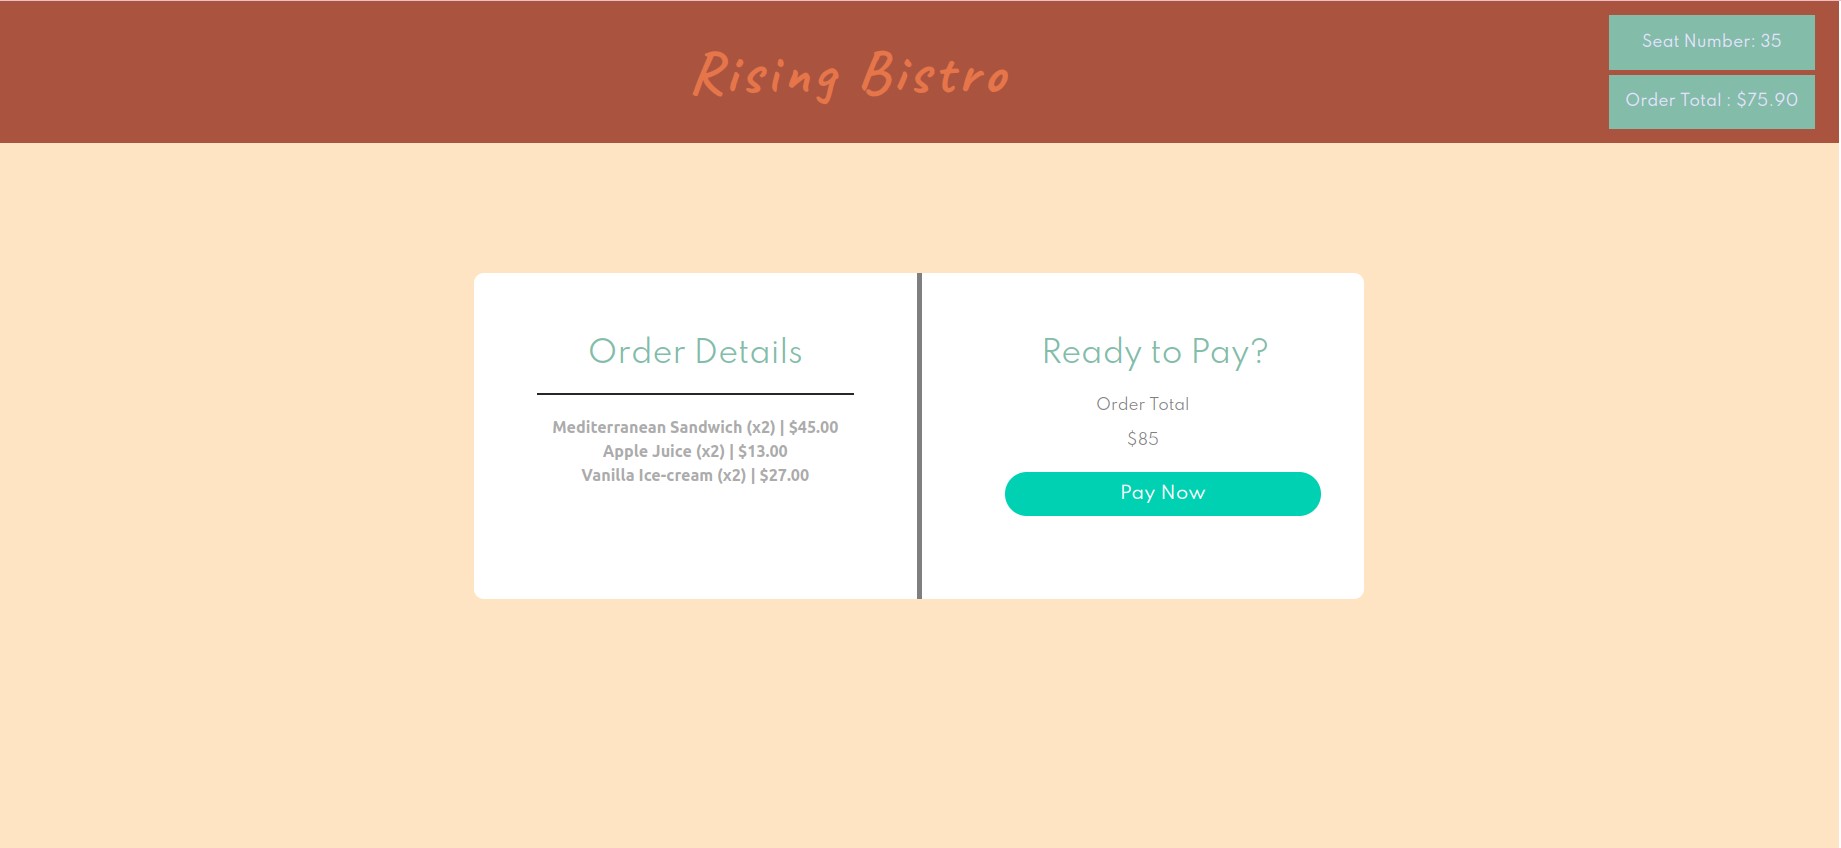 Rising Bistro
Seat Number: 35
Order Total : $75.90
Order Details
Mediterranean Sandwich (x2) | $45.00
Apple Juice (x2) | $13.00
Vanilla Ice-cream (x2) | $27.00
Ready to Pay?
Order Total
$85
Pay Now